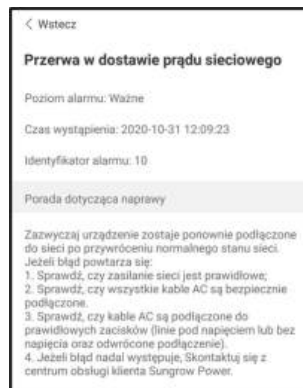 < Wstecz
Przerwa w dostawie prądu sieciowego
Poziom alarmu: Ważne
Czas wystąpienia: 2020-10-31 12:09:23
Identyfikator alarmu: 10
Porada dotycząca naprawy
Zazwyczaj urządzenie zostaje ponownie podłączone
do sieci po przywróceniu normalnego stanu sieci.
Jeżeli błąd powtarza się:
1. Sprawdź, czy zasilanie sieci jest prawidłowe;
2. Sprawdź, czy wszystkie kable AC są bezpiecznie
podłączone.
3. Sprawdź, czy kable AC są podłączone do
prawidłowych zacisków (linie pod napięciem lub bez
napięcia oraz odwrócone podłączenie).
4. Jeżeli błąd nadal występuje, Skontaktuj się z
centrum obsługi klienta Sungrow Power.